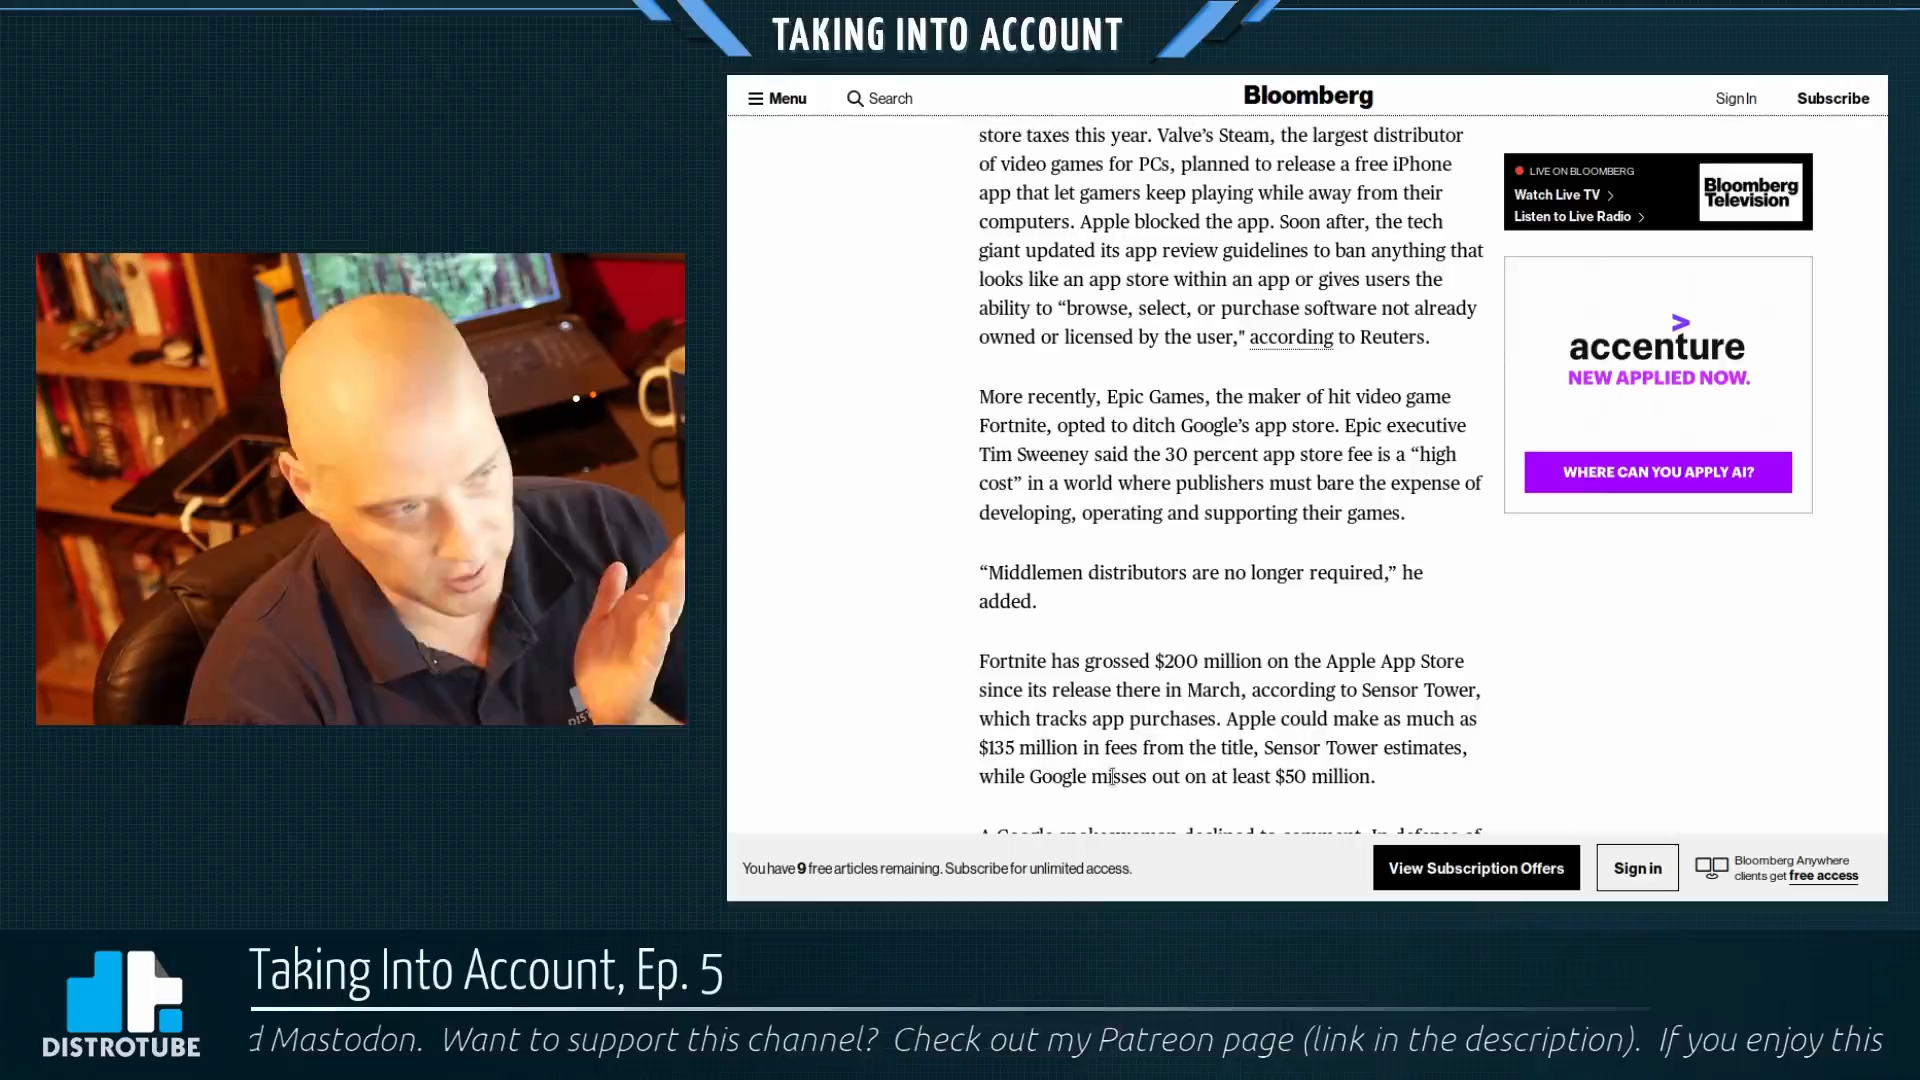 TAKING INTO ACCOUNT
Menu
Search
Bloomberg
Sign In
Subscribe
store taxes this year. Valve’s Steam, the largest distributor
of video games for PCs, planned to release a free iPhone
app that let gamers keep playing while away from their
computers. Apple blocked the app. Soon after, the tech
giant updated its app review guidelines to ban anything that
looks like an app store within an app or gives users the
ability to “browse, select, or purchase software not already
owned or licensed by the user," according to Reuters.
More recently, Epic Games, the maker of hit video game
Fortnite, opted to ditch Google’s app store. Epic executive
Tim Sweeney said the 30 percent app store fee is a “high
cost” in a world where publishers must bare the expense of
developing, operating and supporting their games.
“Middlemen distributors are no longer required,” he
added.
Fortnite has grossed $200 million on the Apple App Store
since its release there in March, according to Sensor Tower,
which tracks app purchases. Apple could make as much as
$135 million in fees from the title, Sensor Tower estimates,
while Google misses out on at least $50 million.
A Google spokeswoman declined to comment. In defense of
LIVE ON BLOOMBERG
Watch Live TV >
Listen to Live Radio >
Bloomberg
Television
>
accenture
NEW APPLIED NOW.
WHERE CAN YOU APPLY AI?
You have 9 free articles remaining. Subscribe for unlimited access.
View Subscription Offers
Sign in
Bloomberg Anywhere
clients get free access
DIS
Taking Into Account, Ep. 5
DISTROTUBE
d Mastodon. Want to support this channel? Check out my Patreon page (link in the description). If you enjoy this